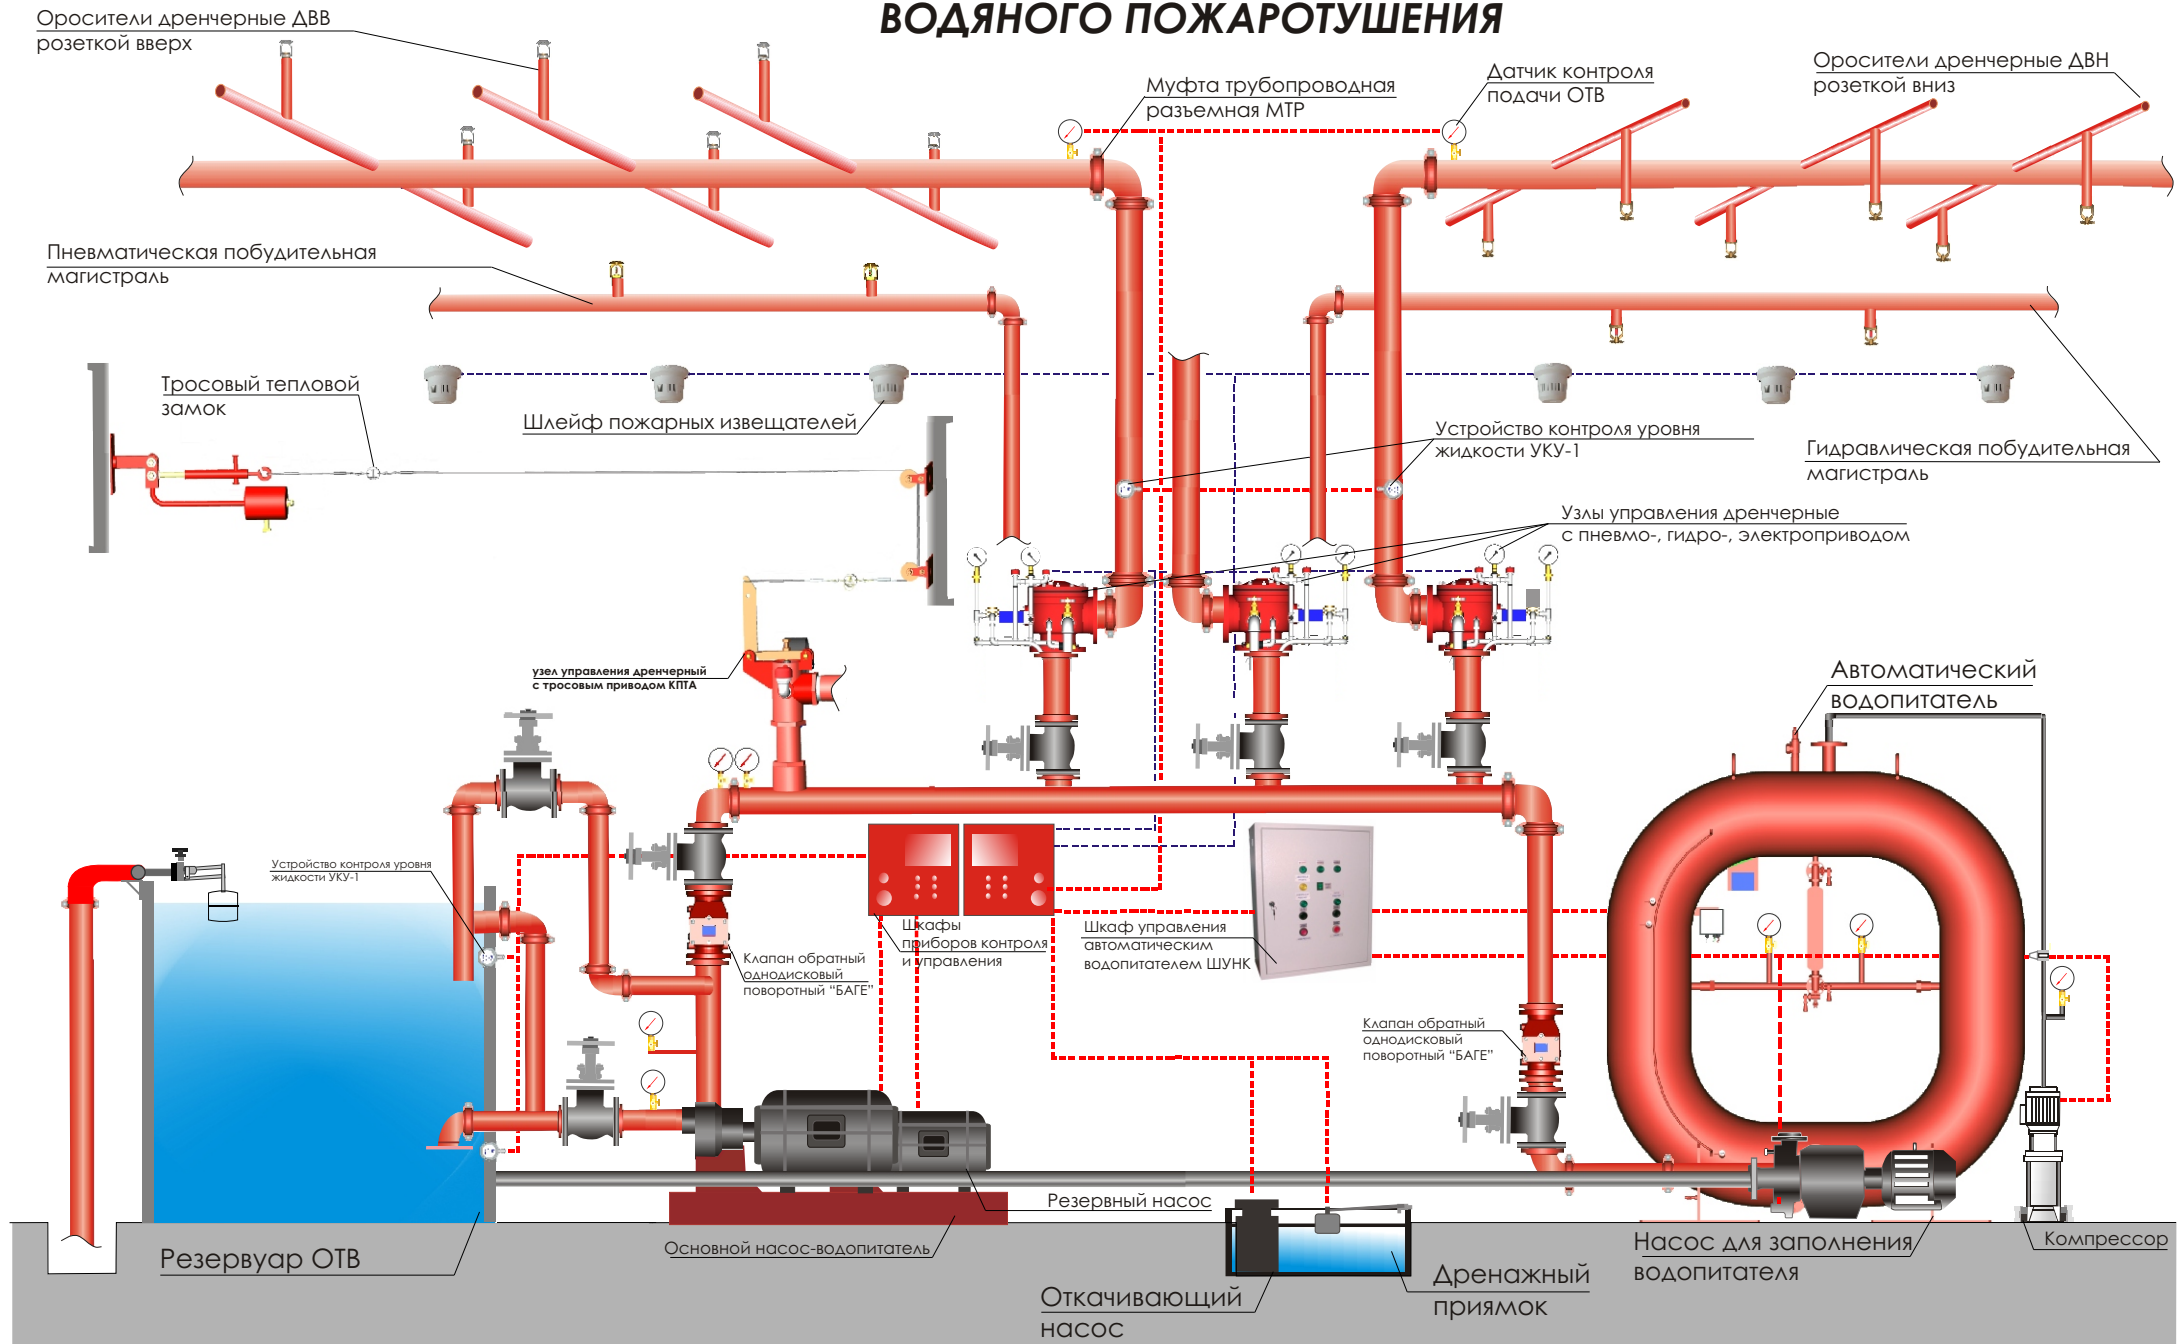 ВОДЯНОГО ПОЖАРОТУШЕНИЯ
Оросители дренчерные ДВВ
розеткой вверх
Муфта трубопроводная
разъемная МТР
Датчик контроля
подачи ОТВ
Оросители дренчерные ДВН
розеткой вниз
Пневматическая побудительная
магистраль
Тросовый тепловой
замок
Шлейф пожарных извещателей
Устройство контроля уровня
жидкости УКУ-1
Гидравлическая побудительная
магистраль
Узлы управления дренчерные
с пневмо-, гидро-, электроприводом
узел управления дренчерный
с тросовым приводом КПТА
Автоматический
водопитатель
Устройство контроля уровня
жидкости УКУ-1
Шкафы
приборов контроля
и управления
Шкаф управления
автоматическим
водопитателем ШУНК
Клапан обратный
однодисковый
поворотный “БАГЕ”
Клапан обратный
однодисковый
поворотный “БАГЕ”
Резервный насос
Основной насос-водопитатель
Резервуар ОТВ
Насос для заполнения
водопитателя
Компрессор
Откачивающий
насос
Дренажный
приямок